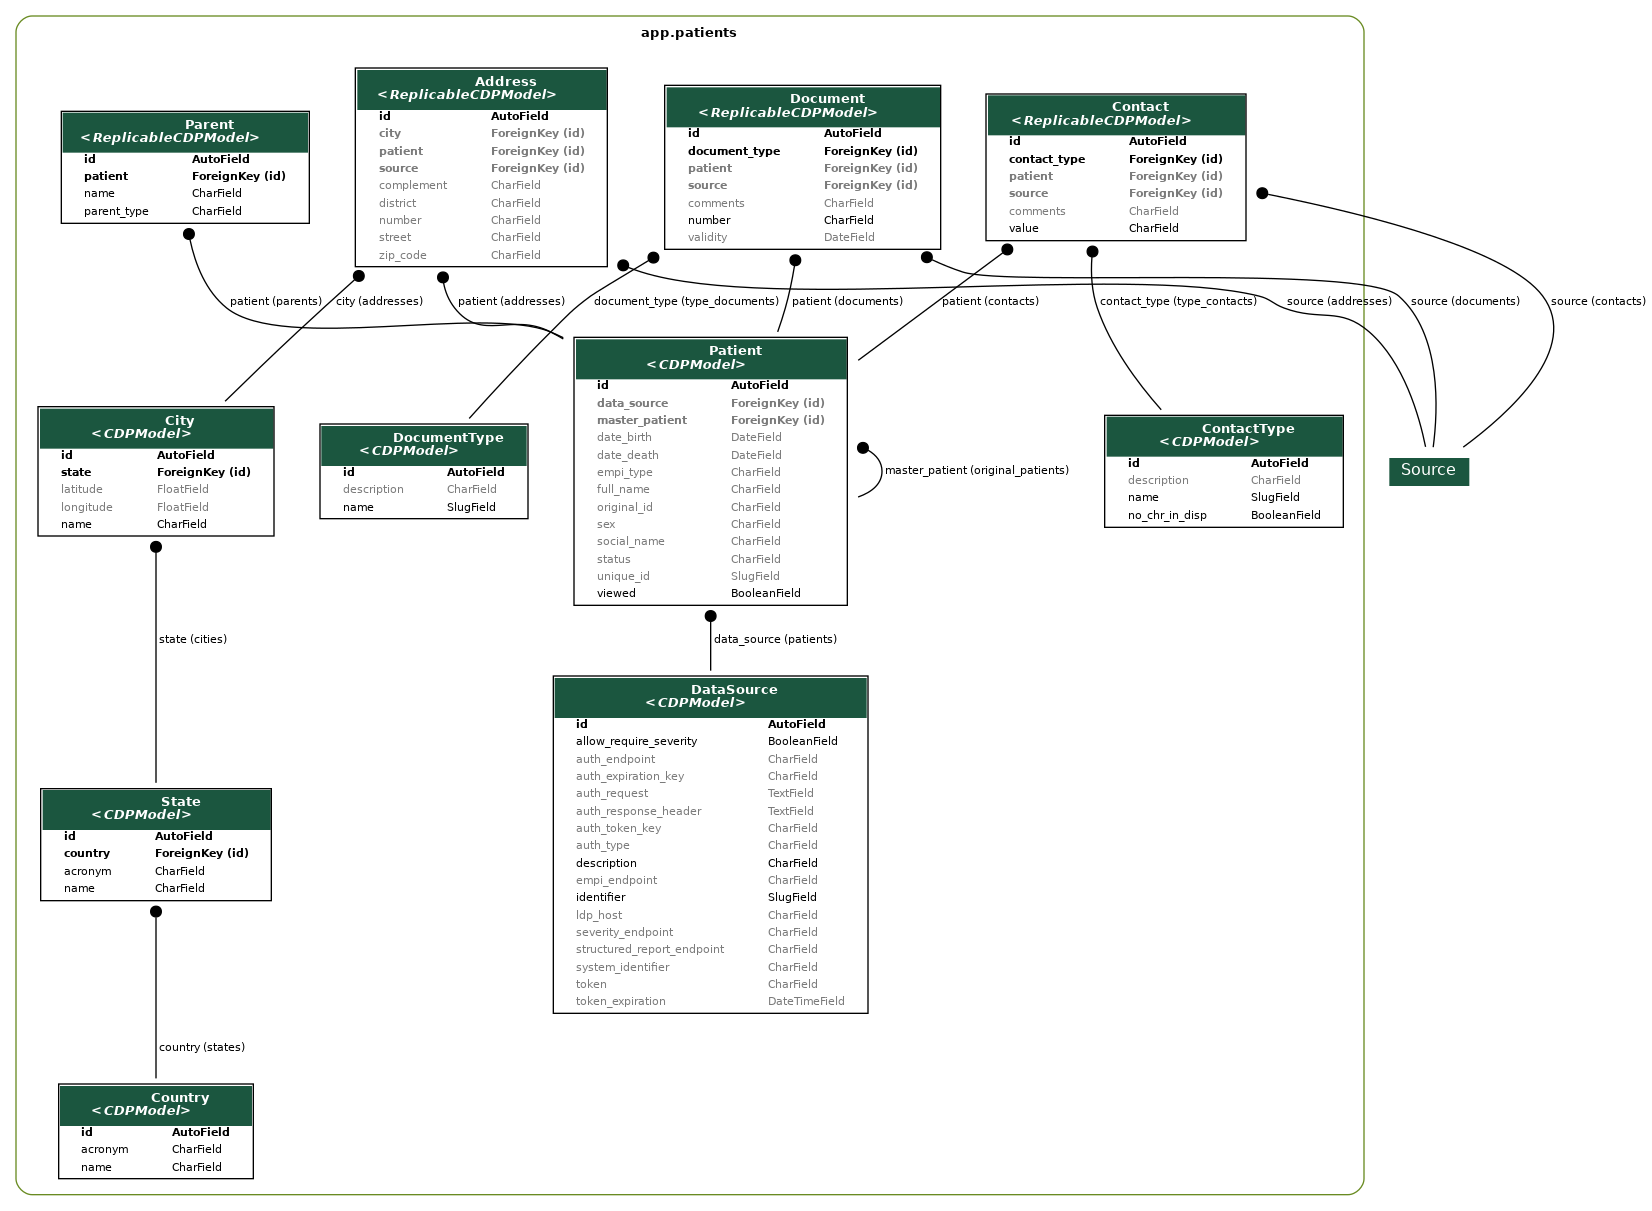 app.patients
Parent
<ReplicableCDPModel>
id AutoField
patient ForeignKey (id)
name CharField
parent_type CharField
Address
<ReplicableCDPModel>
id AutoField
city ForeignKey (id)
patient ForeignKey (id)
source ForeignKey (id)
complement CharField
district CharField
number CharField
street CharField
zip_code CharField
Document
<ReplicableCDPModel>
id AutoField
document_type ForeignKey (id)
patient ForeignKey (id)
source ForeignKey (id)
comments CharField
number CharField
validity DateField
Contact
<ReplicableCDPModel>
id AutoField
contact_type ForeignKey (id)
patient ForeignKey (id)
source ForeignKey (id)
comments CharField
value CharField
patient (parents)
city (addresses)
patient (addresses)
document_type (type_documents)
patient (documents)
patient (contacts)
contact_type (type_contacts)
source (addresses)
source (documents)
source (contacts)
City
<CDPModel>
id AutoField
state ForeignKey (id)
latitude FloatField
longitude FloatField
name CharField
DocumentType
<CDPModel>
id AutoField
description CharField
name SlugField
Patient
<CDPModel>
id AutoField
data_source ForeignKey (id)
master_patient ForeignKey (id)
date_birth DateField
date_death DateField
empi_type CharField
full_name CharField
original_id CharField
sex CharField
social_name CharField
status CharField
unique_id SlugField
viewed BooleanField
master_patient (original_patients)
ContactType
<CDPModel>
id AutoField
description CharField
name SlugField
no_chr_in_disp BooleanField
Source
state (cities)
data_source (patients)
DataSource
<CDPModel>
id AutoField
allow_require_severity BooleanField
auth_endpoint CharField
auth_expiration_key CharField
auth_request TextField
auth_response_header TextField
auth_token_key CharField
auth_type CharField
description CharField
empi_endpoint CharField
identifier SlugField
ldp_host CharField
severity_endpoint CharField
structured_report_endpoint CharField
system_identifier CharField
token CharField
token_expiration DateTimeField
State
<CDPModel>
id AutoField
country ForeignKey (id)
acronym CharField
name CharField
country (states)
Country
<CDPModel>
id AutoField
acronym CharField
name CharField